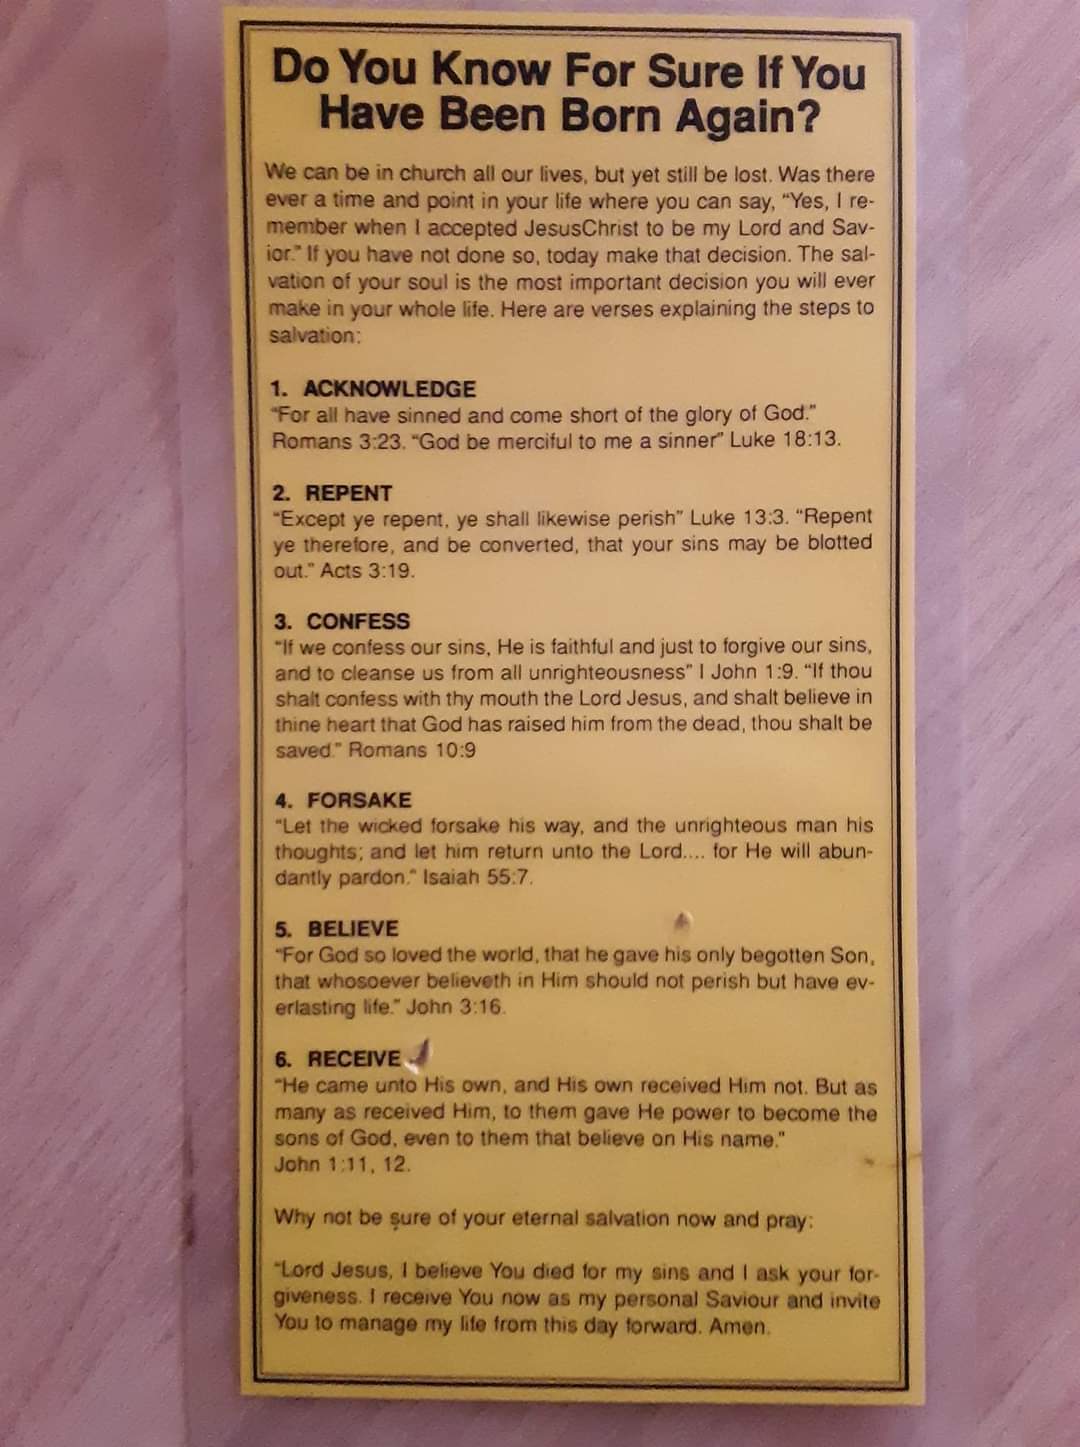 Do You Know For Sure If You
Have Been Born Again?
We can be in church all our lives, but yet still be lost. Was there
ever a time and point in your life where you can say, “Yes, I re-
member when I accepted JesusChrist to be my Lord and Sav-
ior.” If you have not done so, today make that decision. The sal-
vation of your soul is the most important decision you will ever
make in your whole life. Here are verses explaining the steps to
salvation:
1. ACKNOWLEDGE
“For all have sinned and come short of the glory of God.”
Romans 3:23. “God be merciful to me a sinner” Luke 18:13.
2. REPENT
“Except ye repent, ye shall likewise perish” Luke 13:3. “Repent
ye therefore, and be converted, that your sins may be blotted
out.” Acts 3:19.
3. CONFESS
“If we confess our sins, He is faithful and just to forgive our sins,
and to cleanse us from all unrighteousness” I John 1:9. “If thou
shalt confess with thy mouth the Lord Jesus, and shalt believe in
thine heart that God has raised him from the dead, thou shalt be
saved.” Romans 10:9
4. FORSAKE
“Let the wicked forsake his way, and the unrighteous man his
thoughts; and let him return unto the Lord.... for He will abun-
dantly pardon.” Isaiah 55:7.
5. BELIEVE
“For God so loved the world, that he gave his only begotten Son,
that whosoever believeth in Him should not perish but have ev-
erlasting life.” John 3:16.
6. RECEIVE
“He came unto His own, and His own received Him not. But as
many as received Him, to them gave He power to become the
sons of God, even to them that believe on His name.”
John 1:11, 12.
Why not be sure of your eternal salvation now and pray:
“Lord Jesus, I believe You died for my sins and I ask your for-
giveness. I receive You now as my personal Saviour and invite
You to manage my life from this day forward. Amen.